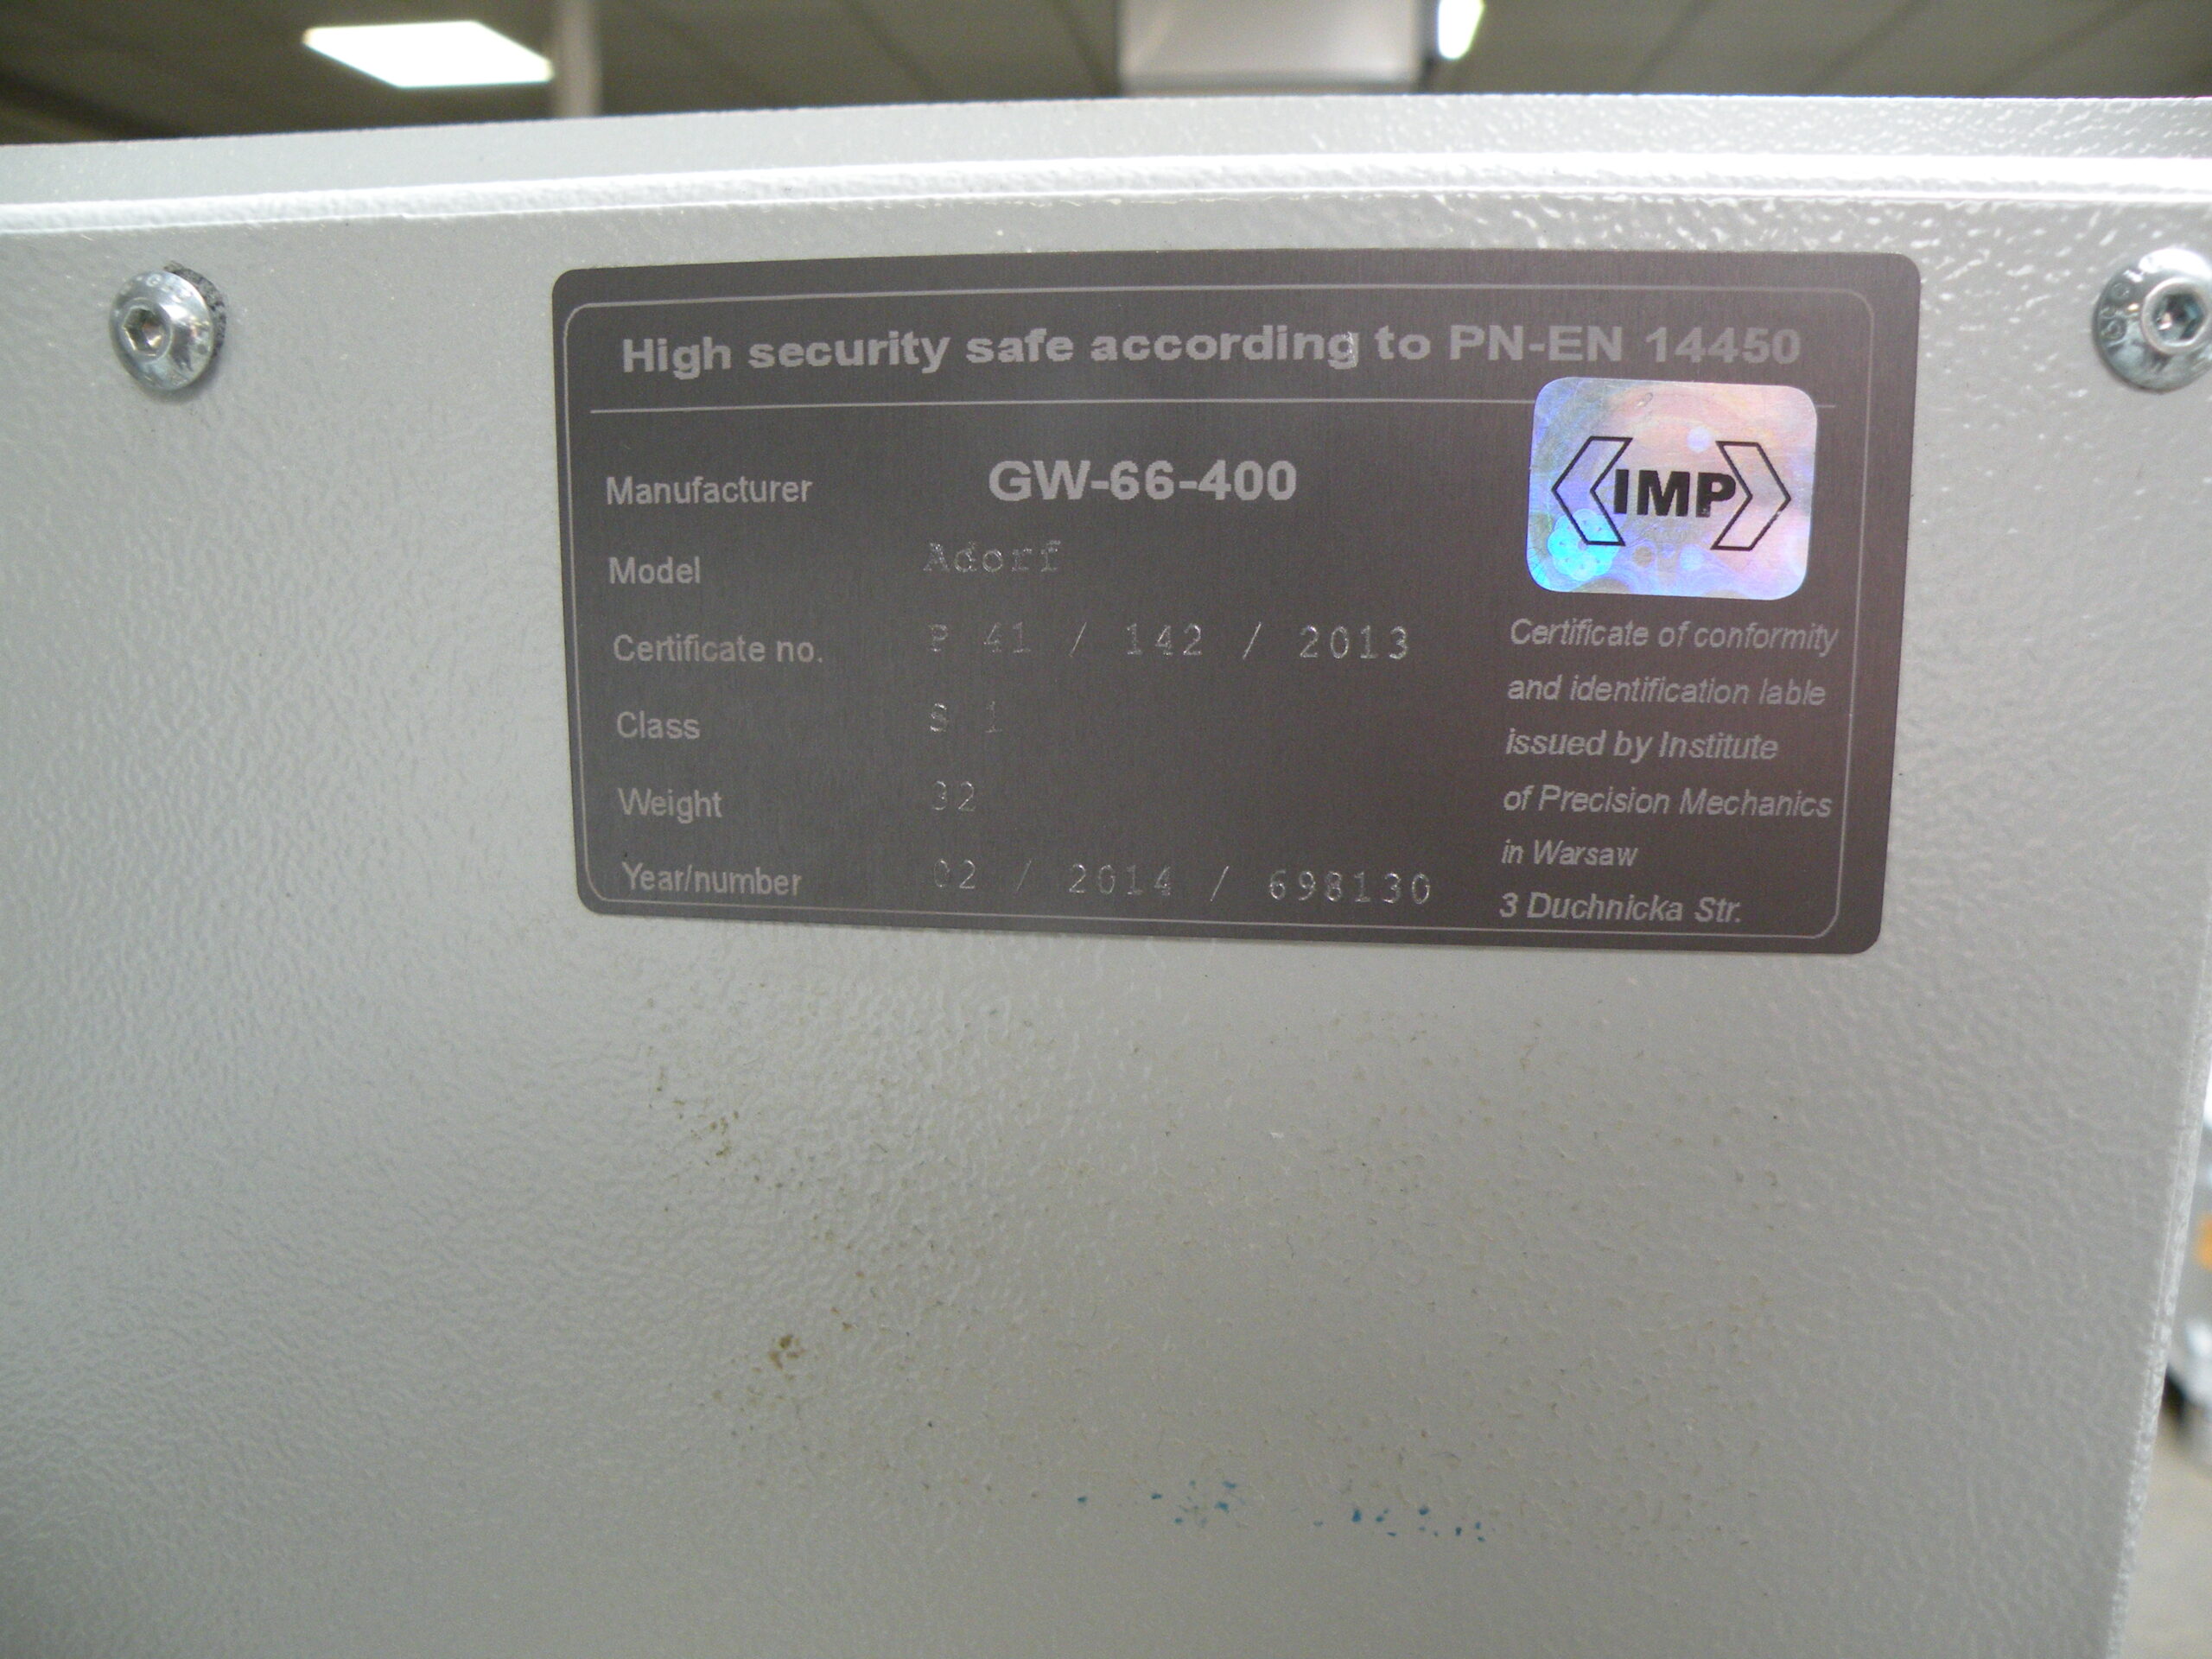 High security safe according to PN-EN 14450
Manufacturer GW-66-400
IMP
Model Adorf
Certificate no. P 41 / 142 / 2013
Class S 1
Weight 32
Year/number 02 / 2014 / 698130
Certificate of conformity
and identification lable
issued by Institute
of Precision Mechanics
in Warsaw
3 Duchnicka Str.